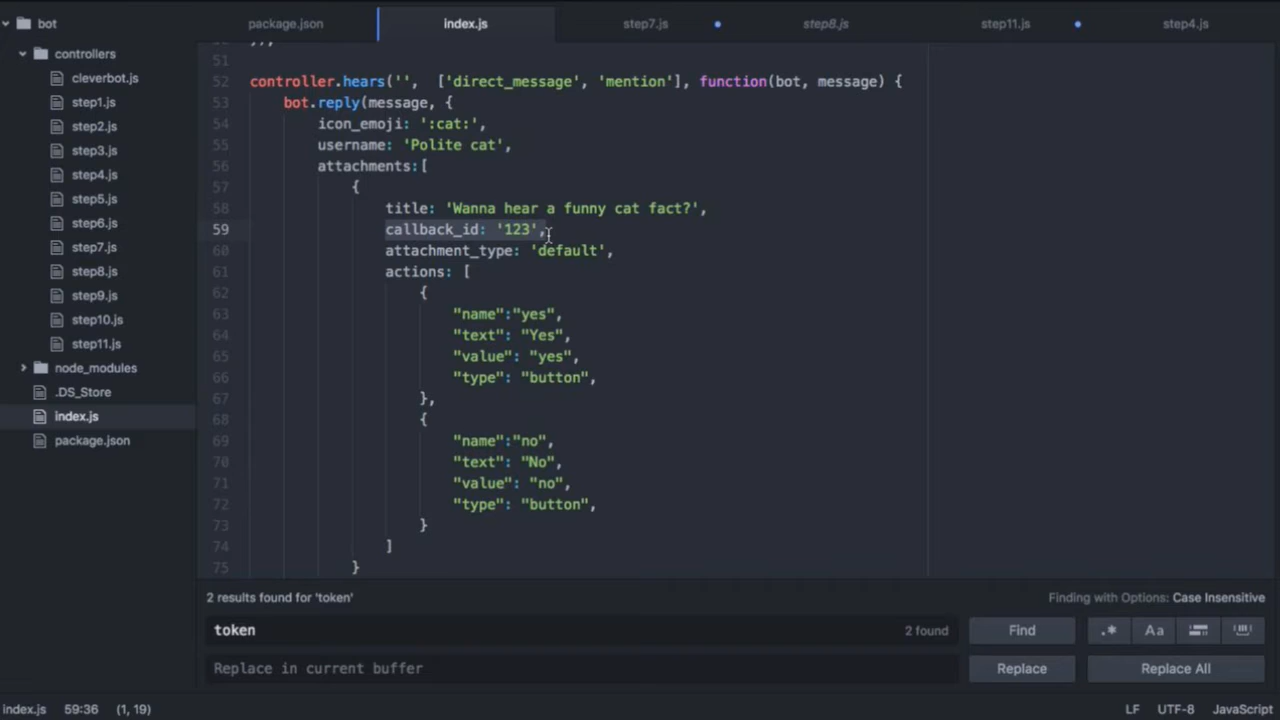 bot
package.json
index.js
step7.js
step8.js
step11.js
step4.js
controllers
cleverbot.js
step1.js
step2.js
step3.js
step4.js
step5.js
step6.js
step7.js
step8.js
step9.js
step10.js
step11.js
node_modules
.DS_Store
index.js
package.json
51
52 controller.hears('', ['direct_message', 'mention'], function(bot, message) {
53 bot.reply(message, {
54 icon_emoji: ':cat:',
55 username: 'Polite cat',
56 attachments:[
57 {
58 title: 'Wanna hear a funny cat fact?',
59 callback_id: '123',
60 attachment_type: 'default',
61 actions: [
62 {
63 "name":"yes",
64 "text": "Yes",
65 "value": "yes",
66 "type": "button",
67 },
68 {
69 "name":"no",
70 "text": "No",
71 "value": "no",
72 "type": "button",
73 }
74 ]
75 }
2 results found for 'token'
Finding with Options: Case Insensitive
token
2 found
Find
.*
Aa
Replace in current buffer
Replace
Replace All
index.js 59:36 (1, 19)
LF UTF-8 JavaScript